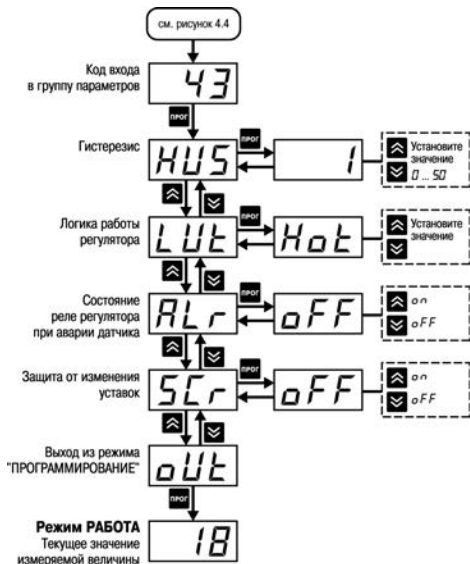 см. рисунок 4.4
Код входа
в группу параметров
43
ПРОГ
Гистерезис
HUS
ПРОГ
1
Установите
значение
0 ... 50
Логика работы
регулятора
LUt
ПРОГ
Hot
Установите
значение
Состояние
реле регулятора
при аварии датчика
ALr
ПРОГ
oFF
on
oFF
Защита от изменения
уставок
SCr
ПРОГ
oFF
on
oFF
Выход из режима
"ПРОГРАММИРОВАНИЕ"
oUt
ПРОГ
Режим РАБОТА
Текущее значение
измеряемой величины
18